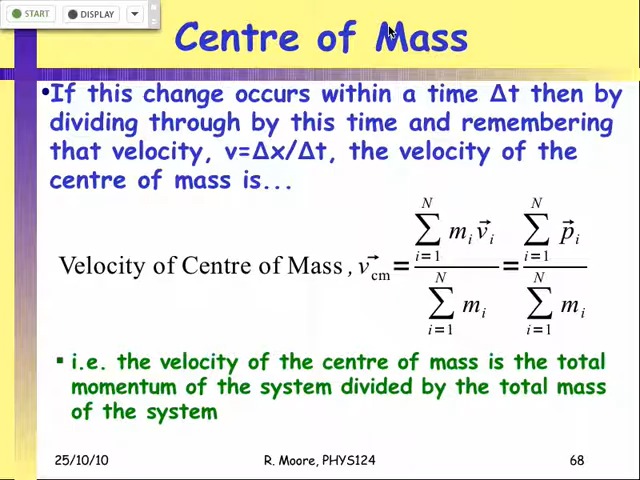 START DISPLAY
Centre of Mass
•If this change occurs within a time Δt then by
dividing through by this time and remembering
that velocity, v=Δx/Δt, the velocity of the
centre of mass is...
Velocity of Centre of Mass , v⃗cm = (∑_{i=1}^{N} m_i v⃗_i) / (∑_{i=1}^{N} m_i) = (∑_{i=1}^{N} p⃗_i) / (∑_{i=1}^{N} m_i)
▪ i.e. the velocity of the centre of mass is the total
momentum of the system divided by the total mass
of the system
25/10/10 R. Moore, PHYS124 68